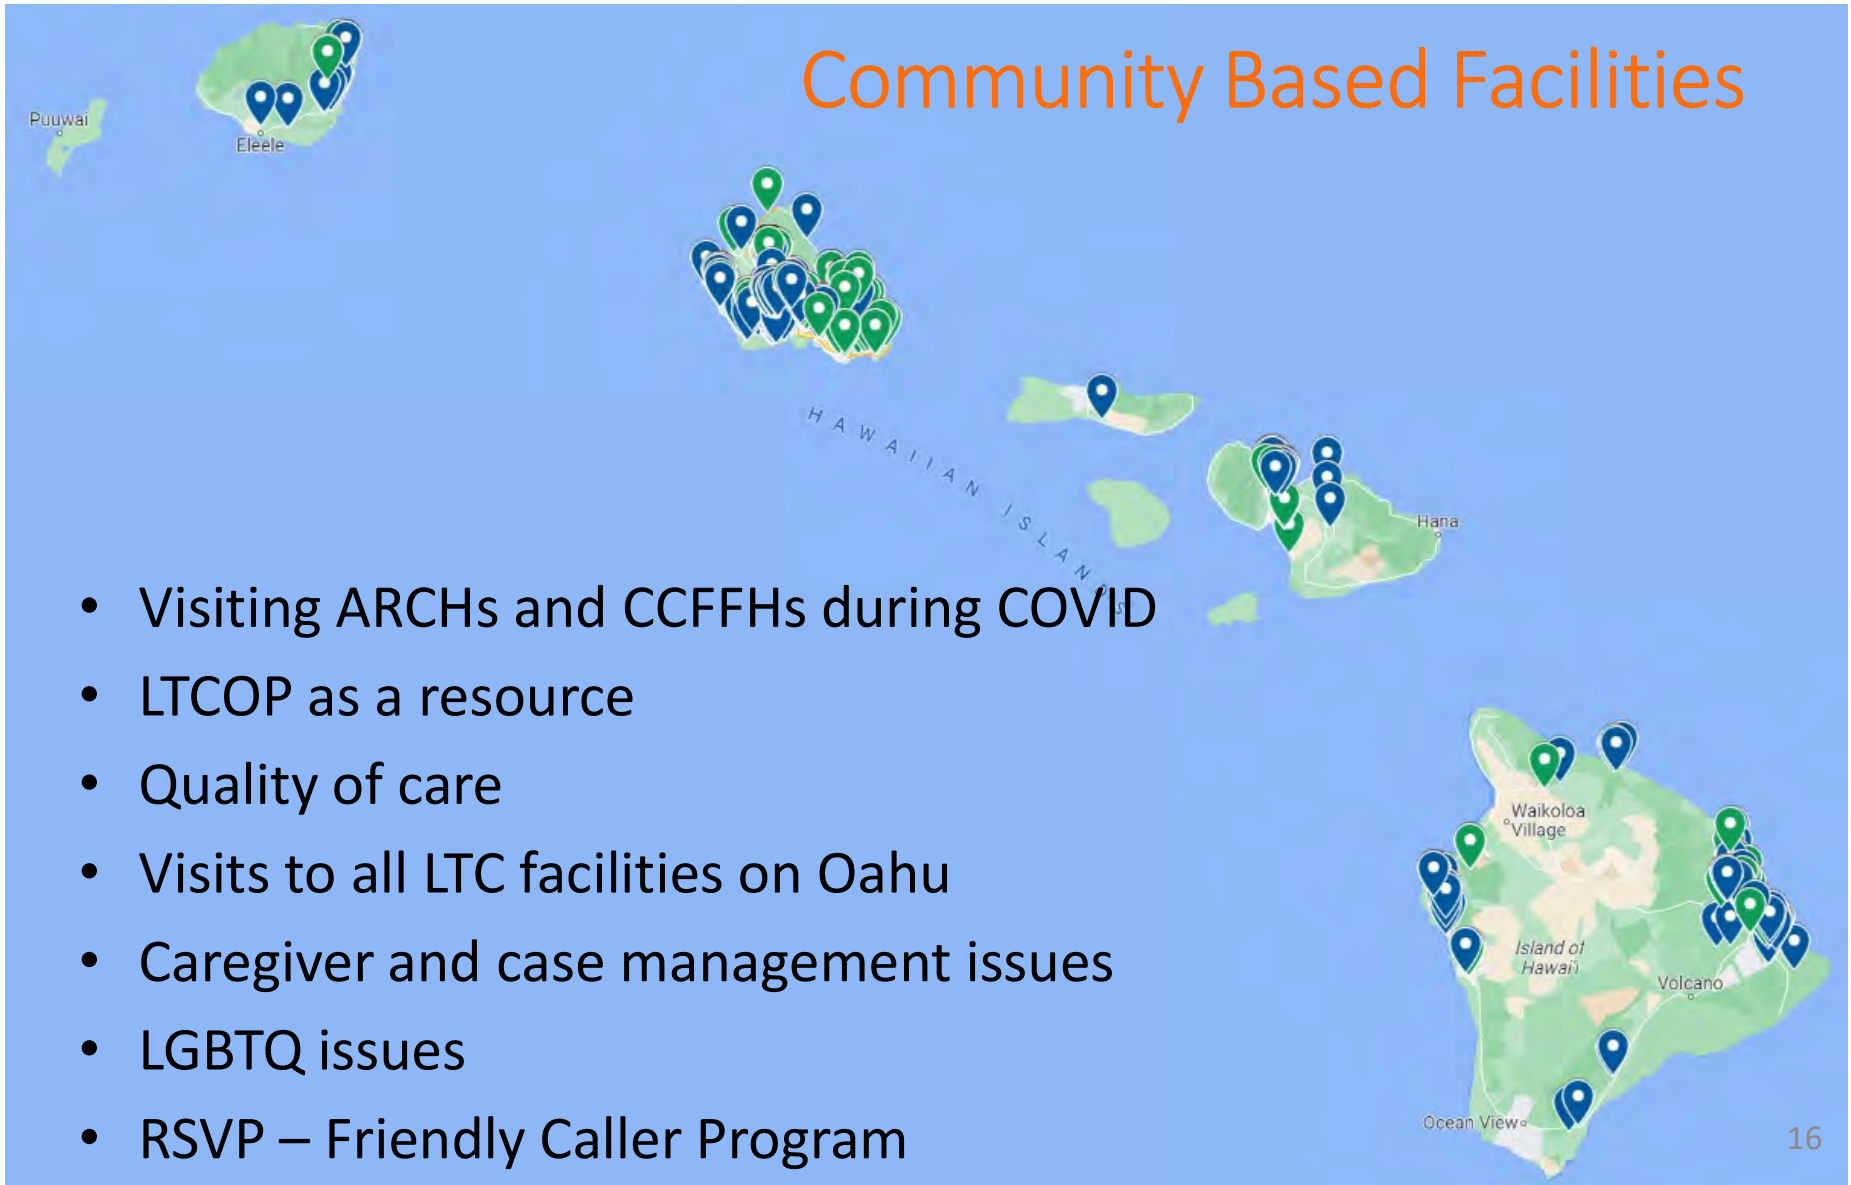 Community Based Facilities
Puuwai
Eleele
HAWAIIAN ISLANDS
Hana
• Visiting ARCHs and CCFFHs during COVID
• LTCOP as a resource
• Quality of care
• Visits to all LTC facilities on Oahu
• Caregiver and case management issues
• LGBTQ issues
• RSVP – Friendly Caller Program
Waikoloa
Village
Island of
Hawai'i
Volcano
Ocean View
16